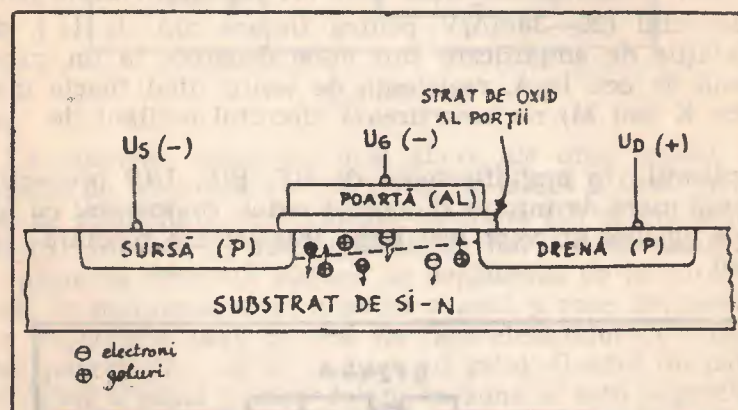 STRAT DE OXID
AL PORȚII
US (-)
UG (-)
UD (+)
POARTĂ (AL)
SURSĂ (P)
DRENĂ (P)
SUBSTRAT DE Si-N
⊖ electroni
⊕ goluri